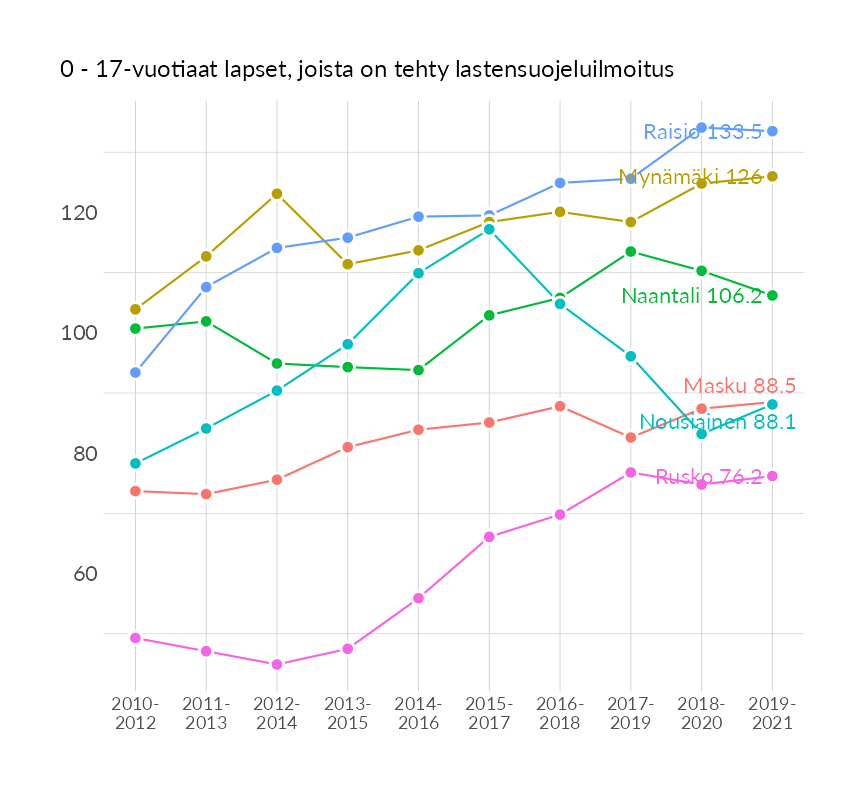 0 - 17-vuotiaat lapset, joista on tehty lastensuojeluilmoitus
Raisio 133.5
Mynämäki 126
120
Naantali 106.2
100
Masku 88.5
Nousiainen 88.1
80
Rusko 76.2
60
2010- 2011- 2012- 2013- 2014- 2015- 2016- 2017- 2018- 2019-
2012 2013 2014 2015 2016 2017 2018 2019 2020 2021